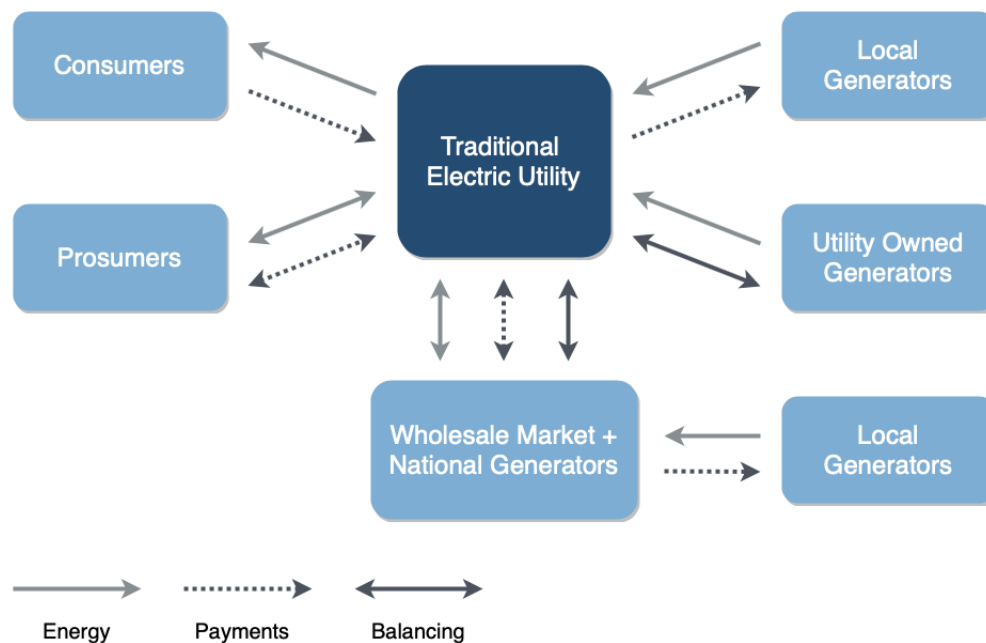 Consumers
Local
Generators
Traditional
Electric Utility
Prosumers
Utility Owned
Generators
Wholesale Market +
National Generators
Local
Generators
Energy
Payments
Balancing